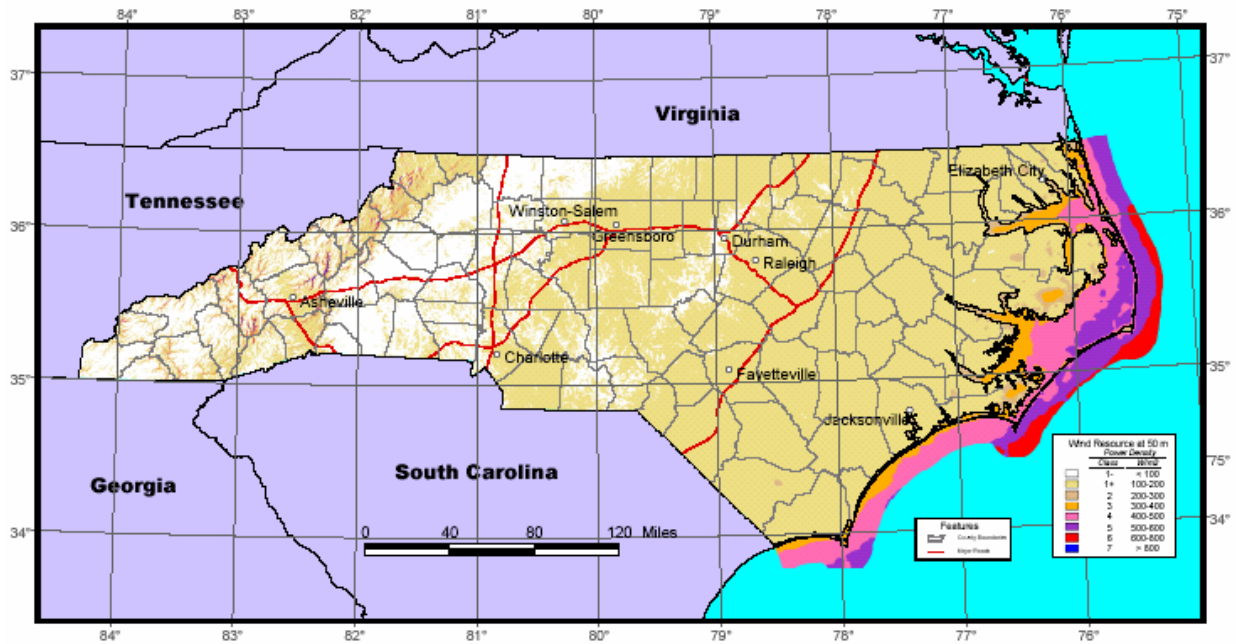 84° 83° 82° 81° 80° 79° 78° 77° 76° 75°
37° 37°
Virginia
Elizabeth City
Tennessee
Winston-Salem
36° 36°
Greensboro
Durham
Raleigh
Asheville
Charlotte
35° 35°
Fayetteville
Jacksonville
South Carolina
Georgia
75°
34° 34°
0 40 80 120 Miles
Wind Resource at 50 m
Power Density
Class W/m2
1- < 100
1+ 100-200
2 200-300
3 300-400
4 400-500
5 500-600
6 600-800
7 > 800
Features
County Boundaries
Major Roads
84° 83° 82° 81° 80° 79° 78° 77° 76°